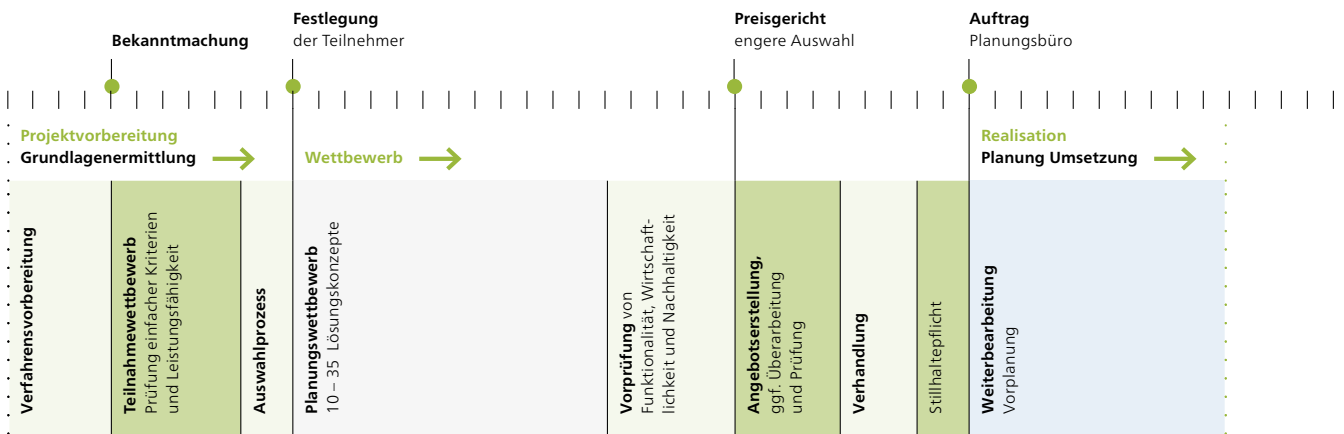 Bekanntmachung
Festlegung
der Teilnehmer
Preisgericht
engere Auswahl
Auftrag
Planungsbüro
Projektvorbereitung
Grundlagenermittlung
Wettbewerb
Realisation
Planung Umsetzung
Verfahrensvorbereitung
Teilnahmewettbewerb
Prüfung einfacher Kriterien
und Leistungsfähigkeit
Auswahlprozess
Planungswettbewerb
10 – 35 Lösungskonzepte
Vorprüfung von
Funktionalität, Wirtschaft-
lichkeit und Nachhaltigkeit
Angebotserstellung,
ggf. Überarbeitung
und Prüfung
Verhandlung
Stillhaltepflicht
Weiterbearbeitung
Vorplanung